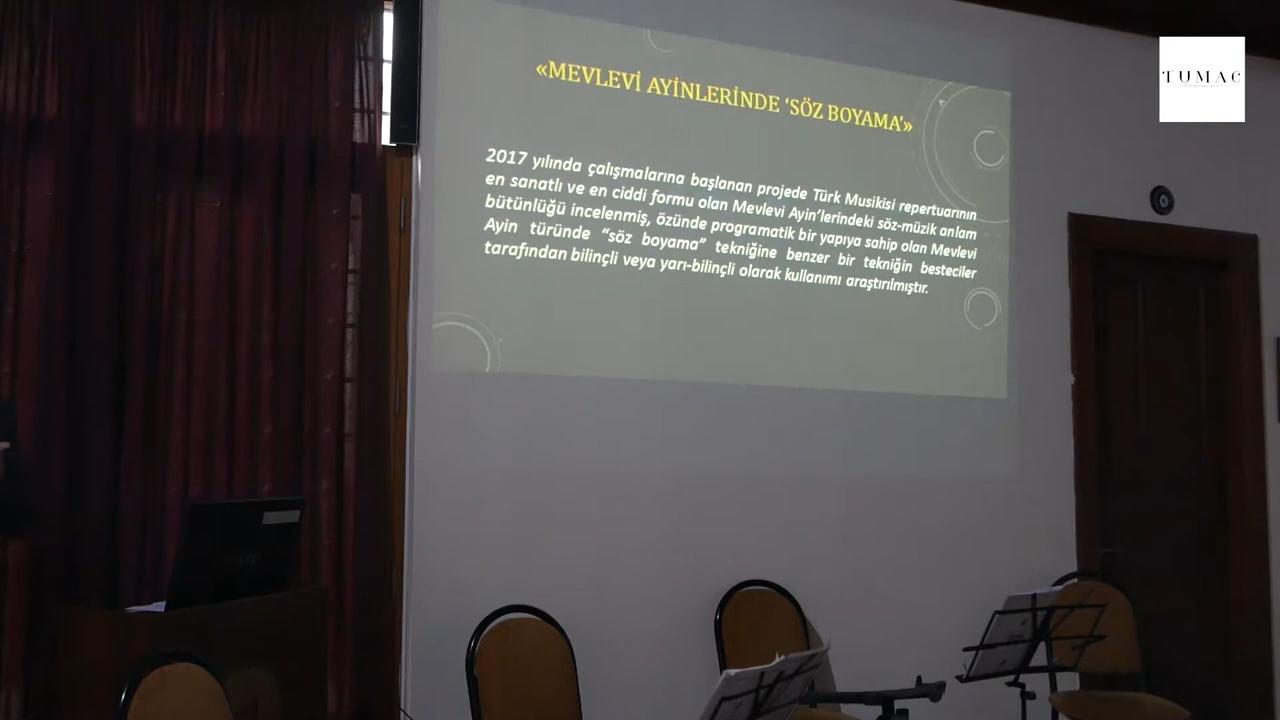 «MEVLEVİ AYİNLERİNDE ‘SÖZ BOYAMA’»
2017 yılında çalışmalarına başlanan projede Türk Musikisi repertuarının
en sanatlı ve en ciddi formu olan Mevlevi Ayin’lerindeki söz-müzik anlam
bütünlüğü incelenmiş, özünde programatik bir yapıya sahip olan Mevlevi
Ayin türünde “söz boyama” tekniğine benzer bir tekniğin besteciler
tarafından bilinçli veya yarı-bilinçli olarak kullanımı araştırılmıştır.
TUMAC